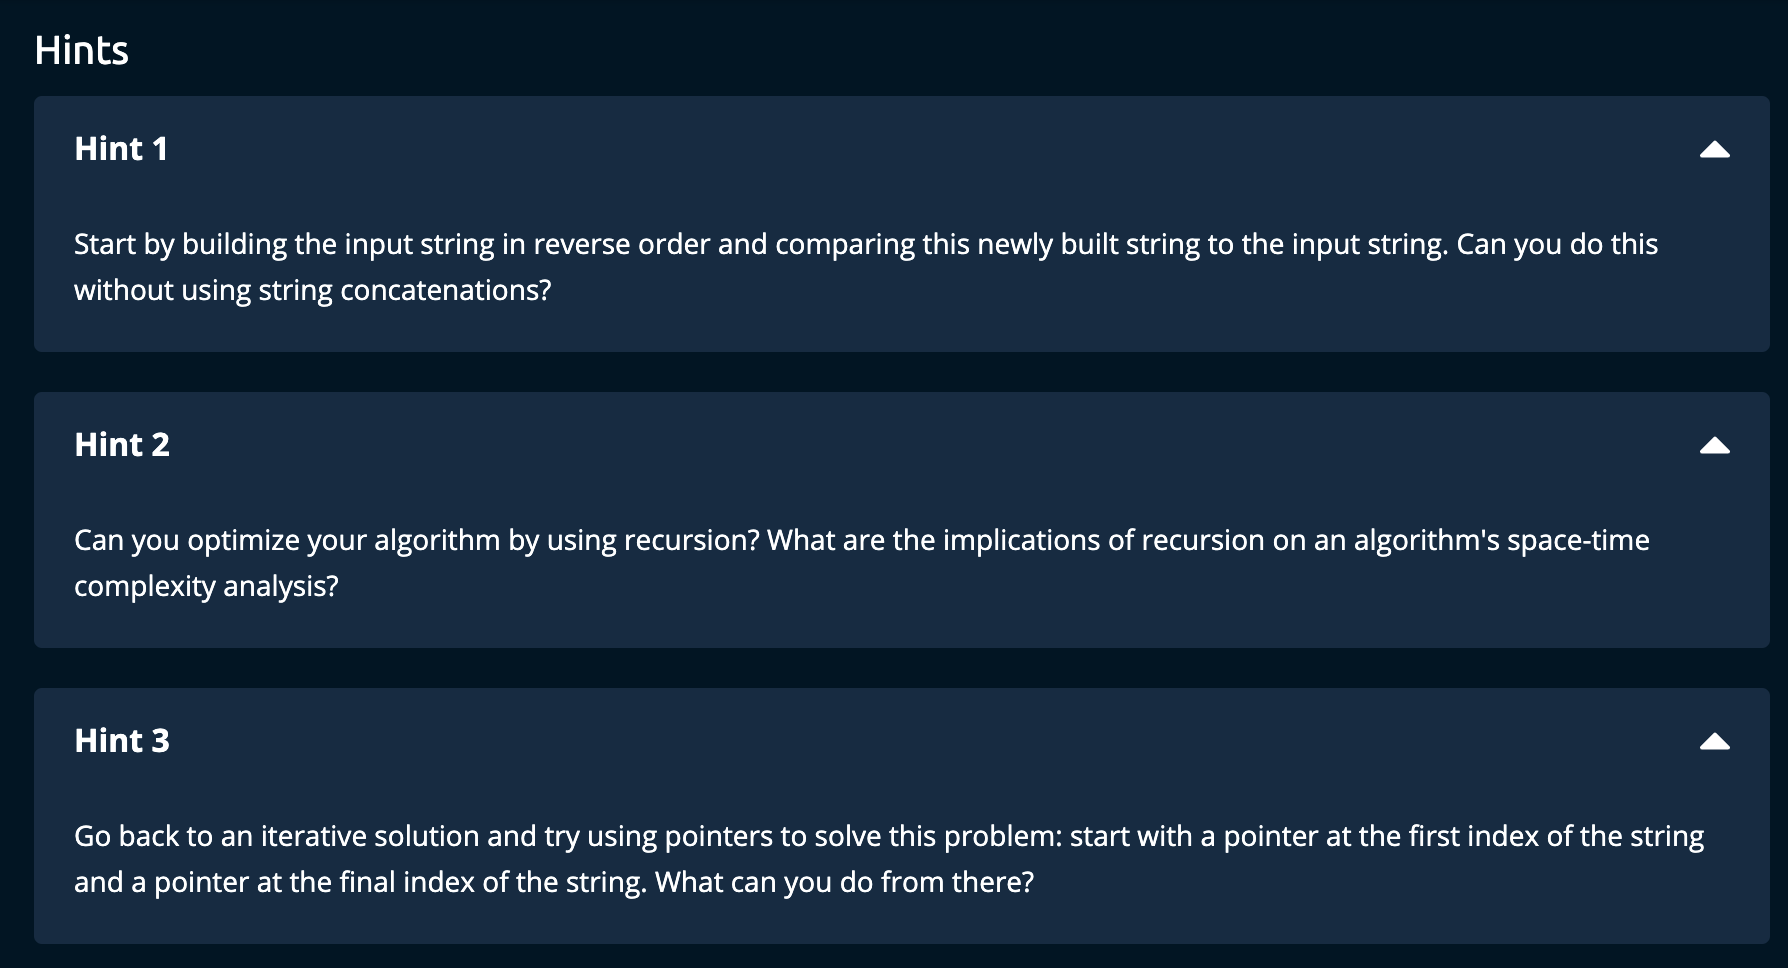 Hints
Hint 1
Start by building the input string in reverse order and comparing this newly built string to the input string. Can you do this
without using string concatenations?
Hint 2
Can you optimize your algorithm by using recursion? What are the implications of recursion on an algorithm's space-time
complexity analysis?
Hint 3
Go back to an iterative solution and try using pointers to solve this problem: start with a pointer at the first index of the string
and a pointer at the final index of the string. What can you do from there?